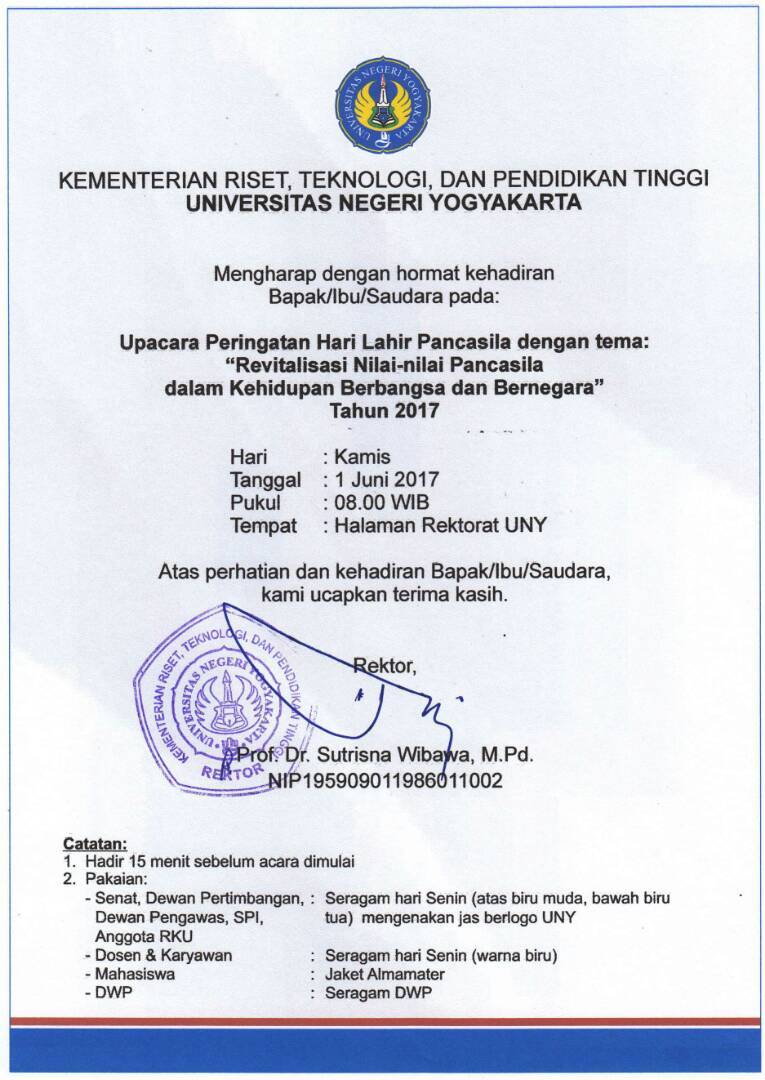 UNIVERSITAS NEGERI YOGYAKARTA
KEMENTERIAN RISET, TEKNOLOGI, DAN PENDIDIKAN TINGGI
UNIVERSITAS NEGERI YOGYAKARTA
Mengharap dengan hormat kehadiran
Bapak/Ibu/Saudara pada:
Upacara Peringatan Hari Lahir Pancasila dengan tema:
“Revitalisasi Nilai-nilai Pancasila
dalam Kehidupan Berbangsa dan Bernegara”
Tahun 2017
Hari : Kamis
Tanggal : 1 Juni 2017
Pukul : 08.00 WIB
Tempat : Halaman Rektorat UNY
Atas perhatian dan kehadiran Bapak/Ibu/Saudara,
kami ucapkan terima kasih.
Rektor,
KEMENTERIAN RISET, TEKNOLOGI, DAN PENDIDIKAN TINGGI
UNIVERSITAS NEGERI YOGYAKARTA
REKTOR
Prof. Dr. Sutrisna Wibawa, M.Pd.
NIP195909011986011002
Catatan:
1. Hadir 15 menit sebelum acara dimulai
2. Pakaian:
- Senat, Dewan Pertimbangan, : Seragam hari Senin (atas biru muda, bawah biru
Dewan Pengawas, SPI, tua) mengenakan jas berlogo UNY
Anggota RKU
- Dosen & Karyawan : Seragam hari Senin (warna biru)
- Mahasiswa : Jaket Almamater
- DWP : Seragam DWP